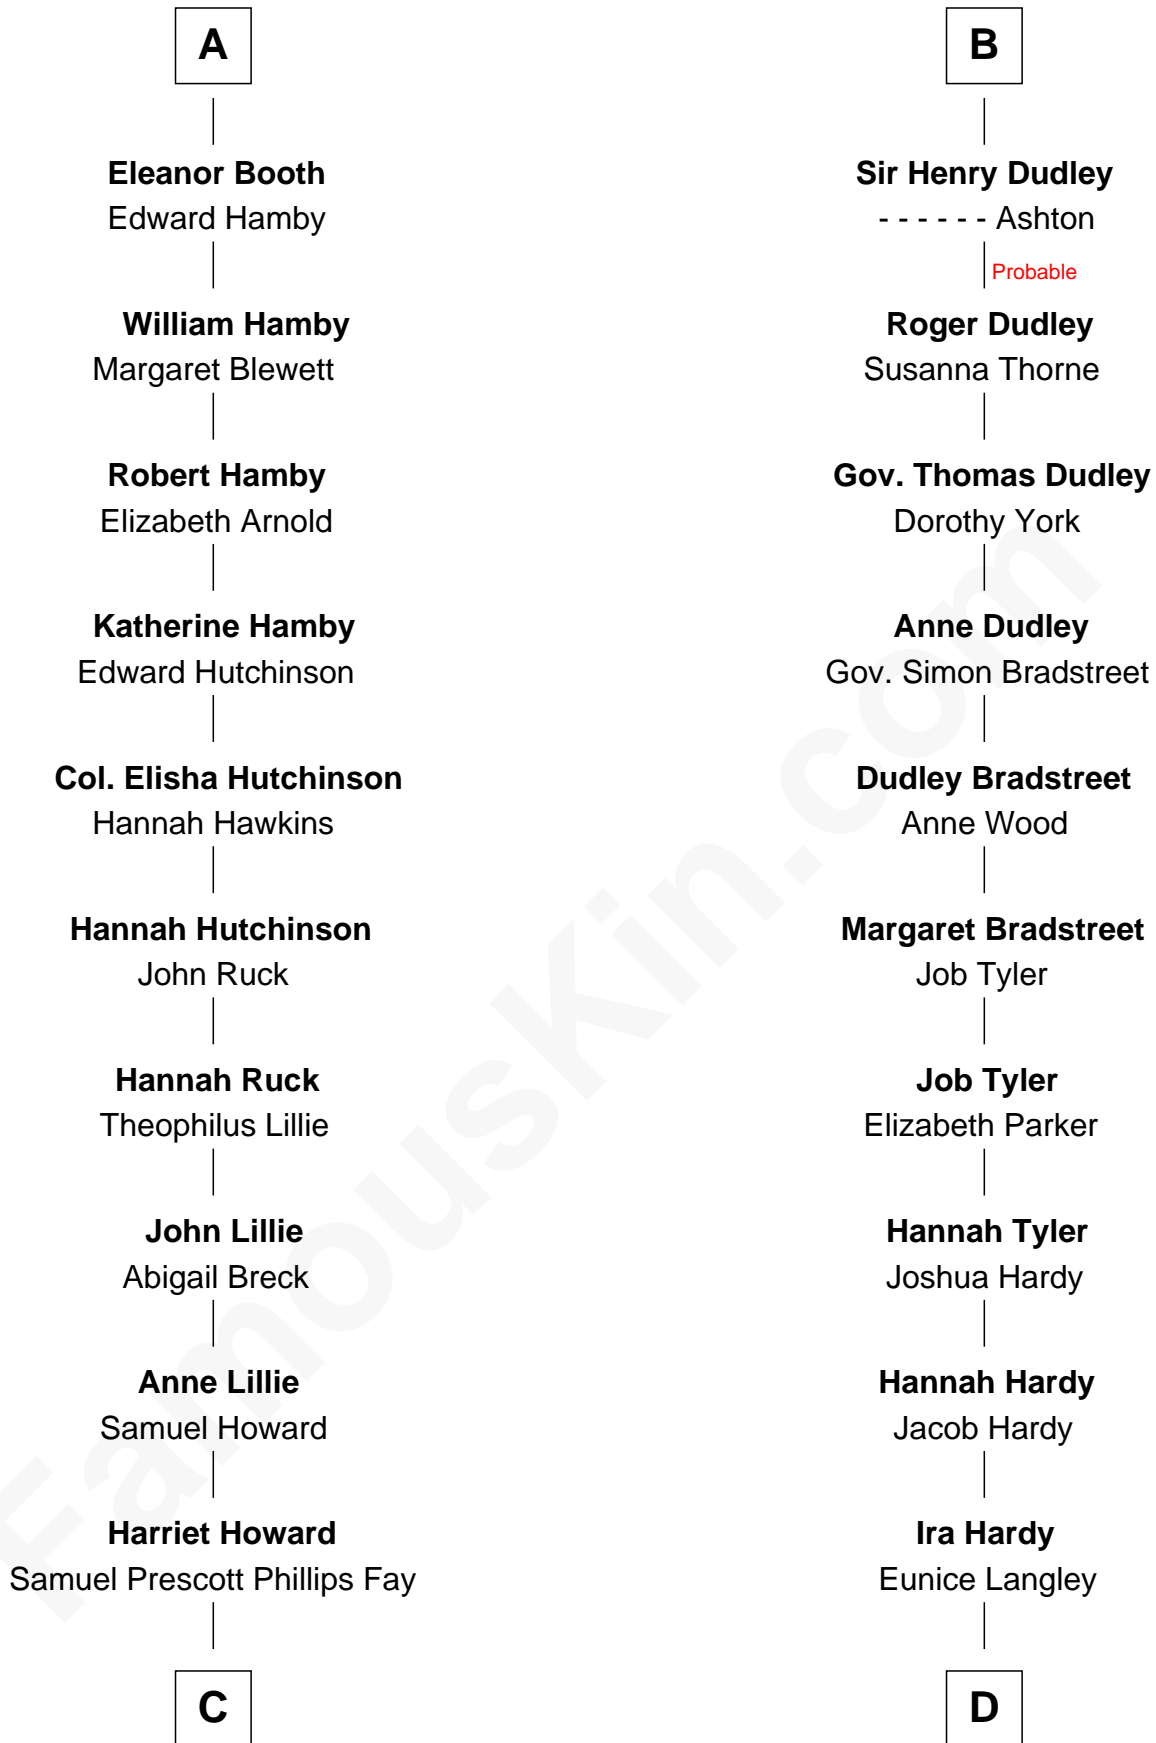 A
Eleanor Booth
Edward Hamby
William Hamby
Margaret Blewett
Robert Hamby
Elizabeth Arnold
Katherine Hamby
Edward Hutchinson
Col. Elisha Hutchinson
Hannah Hawkins
Hannah Hutchinson
John Ruck
Hannah Ruck
Theophilus Lillie
John Lillie
Abigail Breck
Anne Lillie
Samuel Howard
Harriet Howard
Samuel Prescott Phillips Fay
C
B
Sir Henry Dudley
- - - - - - Ashton
Probable
Roger Dudley
Susanna Thorne
Gov. Thomas Dudley
Dorothy York
Anne Dudley
Gov. Simon Bradstreet
Dudley Bradstreet
Anne Wood
Margaret Bradstreet
Job Tyler
Job Tyler
Elizabeth Parker
Hannah Tyler
Joshua Hardy
Hannah Hardy
Jacob Hardy
Ira Hardy
Eunice Langley
D
FamousKin.com